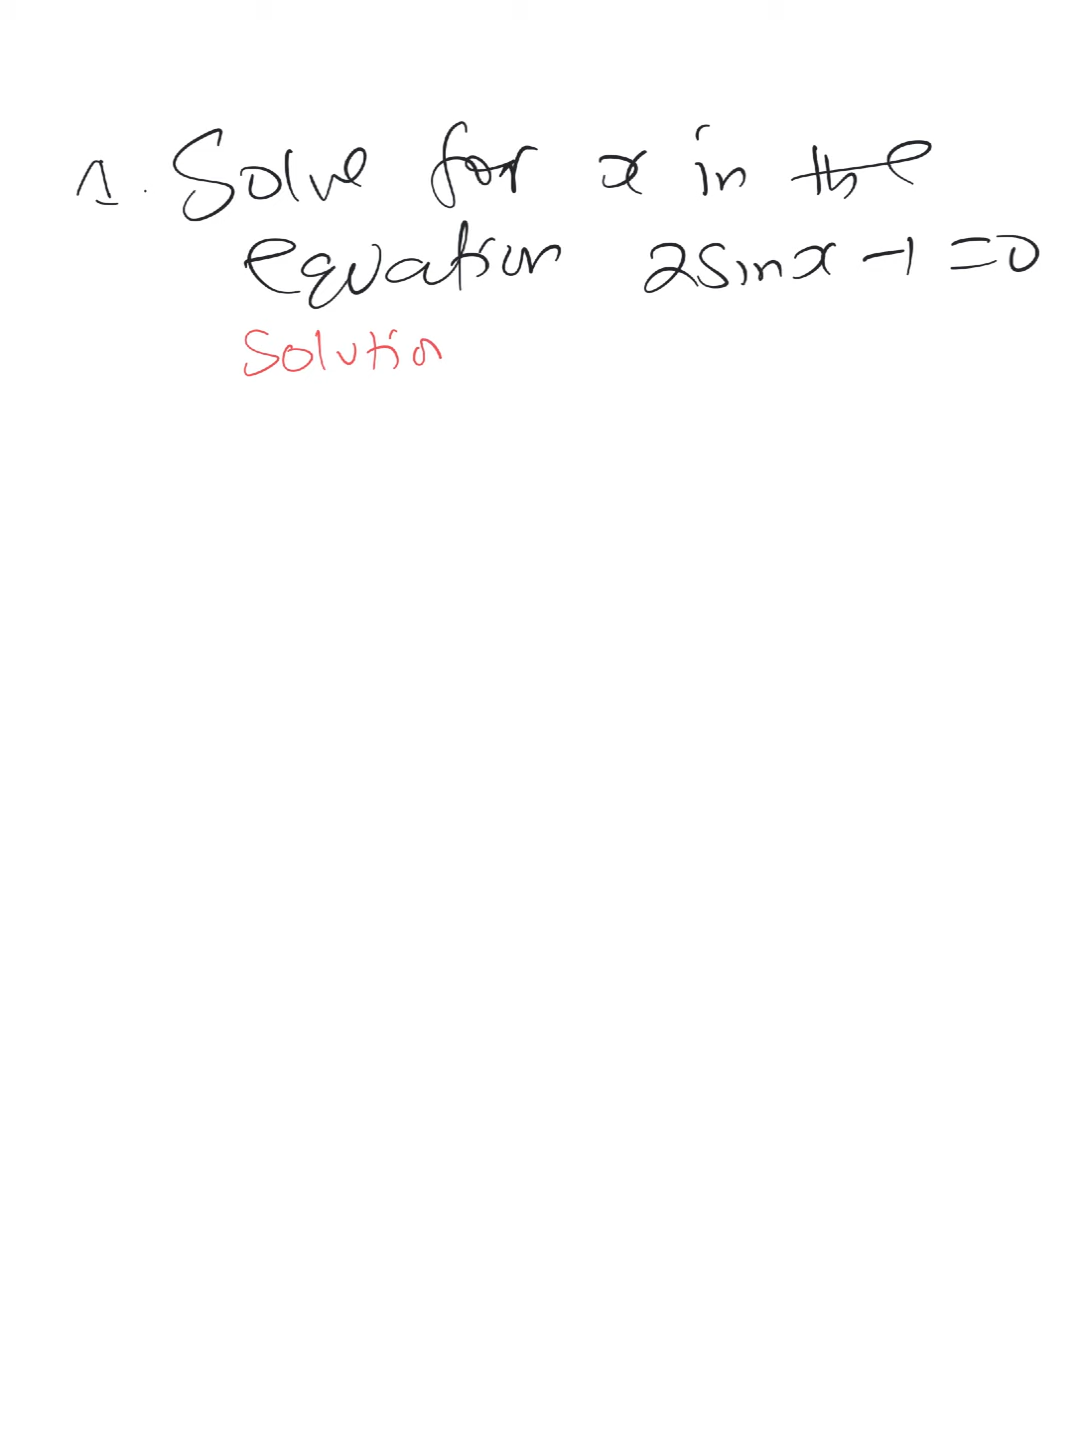 1. Solve for x in the
equation 2sinx -1 =0
Solution